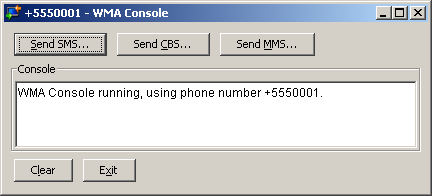 +5550001 - WMA Console
Send SMS... Send CBS... Send MMS...
Console
WMA Console running, using phone number +5550001.
Clear Exit